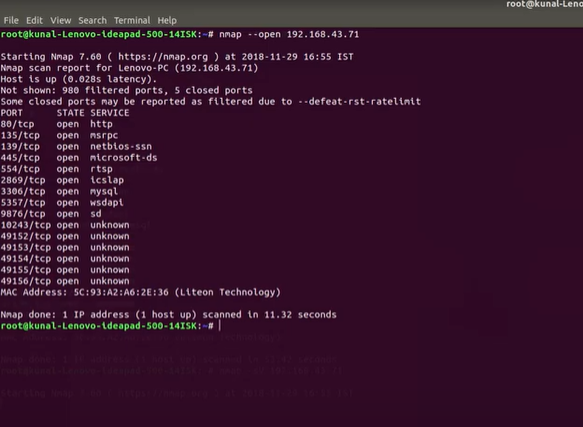 root@kunal-Leno
File Edit View Search Terminal Help
root@kunal-Lenovo-ideapad-500-14ISK:~# nmap --open 192.168.43.71
Starting Nmap 7.60 ( https://nmap.org ) at 2018-11-29 16:55 IST
Nmap scan report for Lenovo-PC (192.168.43.71)
Host is up (0.028s latency).
Not shown: 980 filtered ports, 5 closed ports
Some closed ports may be reported as filtered due to --defeat-rst-ratelimit
PORT STATE SERVICE
80/tcp open http
135/tcp open msrpc
139/tcp open netbios-ssn
445/tcp open microsoft-ds
554/tcp open rtsp
2869/tcp open icslap
3306/tcp open mysql
5357/tcp open wsdapi
9876/tcp open sd
10243/tcp open unknown
49152/tcp open unknown
49153/tcp open unknown
49154/tcp open unknown
49155/tcp open unknown
49156/tcp open unknown
MAC Address: 5C:93:A2:A6:2E:36 (Liteon Technology)
Nmap done: 1 IP address (1 host up) scanned in 11.32 seconds
root@kunal-Lenovo-ideapad-500-14ISK:~#